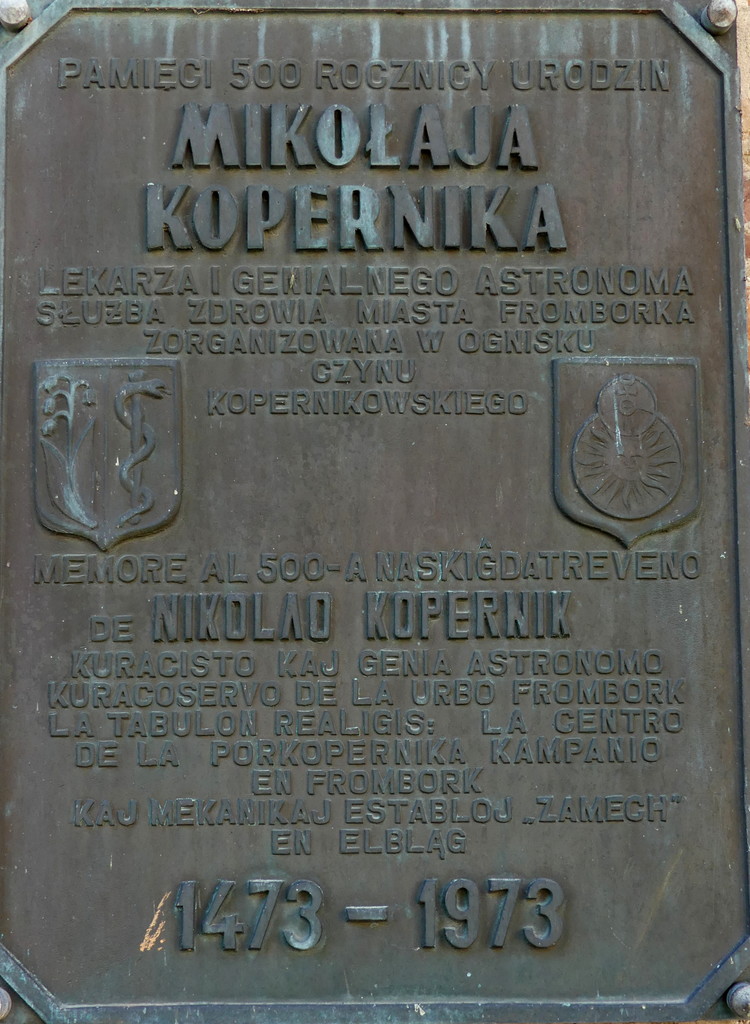 PAMIĘCI 500 ROCZNICY URODZIN
MIKOŁAJA
KOPERNIKA
LEKARZA I GENIALNEGO ASTRONOMA
SŁUŻBA ZDROWIA MIASTA FROMBORKA
ZORGANIZOWANA W OGNISKU
CZYNU
KOPERNIKOWSKIEGO
MEMORE AL 500-A NASKIĜDATREVENO
DE NIKOLAO KOPERNIK
KURACISTO KAJ GENIA ASTRONOMO
KURACOSERVO DE LA URBO FROMBORK
LA TABULON REALIGIS: LA CENTRO
DE LA PORKOPERNIKA KAMPANIO
EN FROMBORK
KAJ MEKANIKAJ ESTABLOJ „ZAMECH"
EN ELBLĄG
1473 - 1973